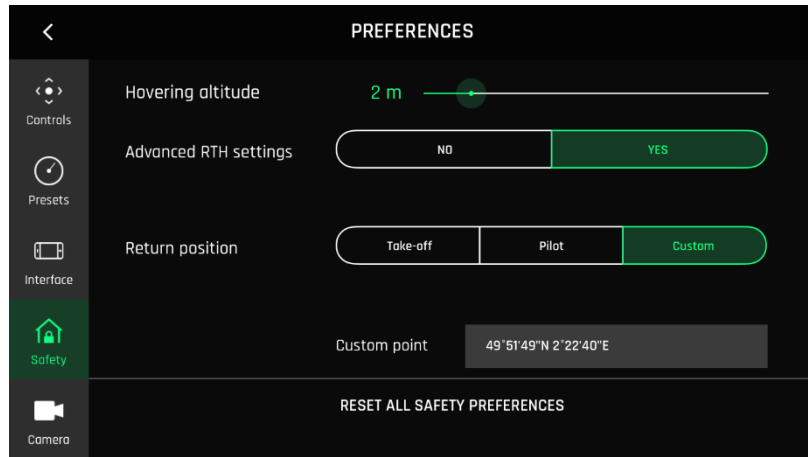 PREFERENCES
Controls
Presets
Interface
Safety
Camera
Hovering altitude 2 m
Advanced RTH settings NO YES
Return position Take-off Pilot Custom
Custom point 49°51'49"N 2°22'40"E
RESET ALL SAFETY PREFERENCES